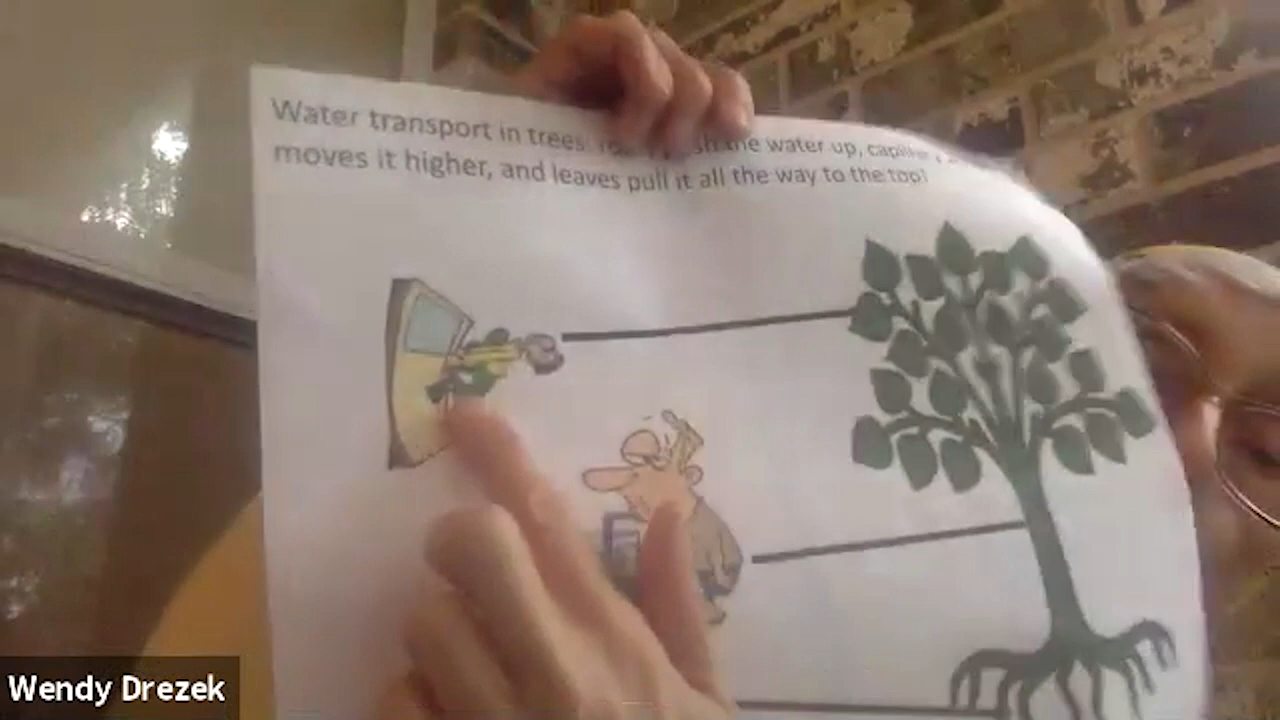 Water transport in trees. the water up,
moves it higher, and leaves pull it all the way to the top!
Wendy Drezek